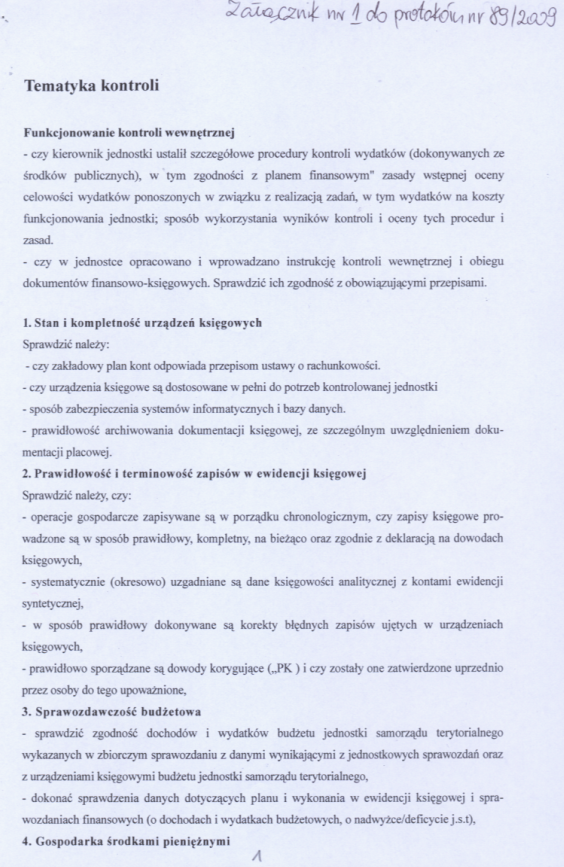 Załącznik nr 1 do protokółu nr 89/2009
Tematyka kontroli
Funkcjonowanie kontroli wewnętrznej
- czy kierownik jednostki ustalił szczegółowe procedury kontroli wydatków (dokonywanych ze
środków publicznych), w tym zgodności z planem finansowym" zasady wstępnej oceny
celowości wydatków ponoszonych w związku z realizacją zadań, w tym wydatków na koszty
funkcjonowania jednostki; sposób wykorzystania wyników kontroli i oceny tych procedur i
zasad.
- czy w jednostce opracowano i wprowadzano instrukcję kontroli wewnętrznej i obiegu
dokumentów finansowo-księgowych. Sprawdzić ich zgodność z obowiązującymi przepisami.
1. Stan i kompletność urządzeń księgowych
Sprawdzić należy:
- czy zakładowy plan kont odpowiada przepisom ustawy o rachunkowości.
- czy urządzenia księgowe są dostosowane w pełni do potrzeb kontrolowanej jednostki
- sposób zabezpieczenia systemów informatycznych i bazy danych.
- prawidłowość archiwowania dokumentacji księgowej, ze szczególnym uwzględnieniem doku-
mentacji placowej.
2. Prawidłowość i terminowość zapisów w ewidencji księgowej
Sprawdzić należy, czy:
- operacje gospodarcze zapisywane są w porządku chronologicznym, czy zapisy księgowe pro-
wadzone są w sposób prawidłowy, kompletny, na bieżąco oraz zgodnie z deklaracją na dowodach
księgowych,
- systematycznie (okresowo) uzgadniane są dane księgowości analitycznej z kontami ewidencji
syntetycznej,
- w sposób prawidłowy dokonywane są korekty błędnych zapisów ujętych w urządzeniach
księgowych,
- prawidłowo sporządzane są dowody korygujące („PK ) i czy zostały one zatwierdzone uprzednio
przez osoby do tego upoważnione,
3. Sprawozdawczość budżetowa
- sprawdzić zgodność dochodów i wydatków budżetu jednostki samorządu terytorialnego
wykazanych w zbiorczym sprawozdaniu z danymi wynikającymi z jednostkowych sprawozdań oraz
z urządzeniami księgowymi budżetu jednostki samorządu terytorialnego,
- dokonać sprawdzenia danych dotyczących planu i wykonania w ewidencji księgowej i spra-
wozdaniach finansowych (o dochodach i wydatkach budżetowych, o nadwyżce/deficycie j.s.t),
4. Gospodarka środkami pieniężnymi
1